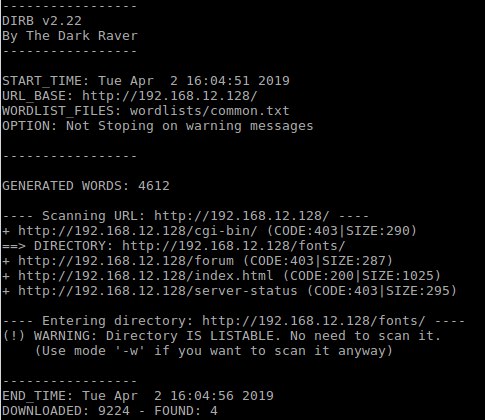 -----------------
DIRB v2.22
By The Dark Raver
-----------------
START_TIME: Tue Apr  2 16:04:51 2019
URL_BASE: http://192.168.12.128/
WORDLIST_FILES: wordlists/common.txt
OPTION: Not Stoping on warning messages
-----------------
GENERATED WORDS: 4612
---- Scanning URL: http://192.168.12.128/ ----
+ http://192.168.12.128/cgi-bin/ (CODE:403|SIZE:290)
==> DIRECTORY: http://192.168.12.128/fonts/
+ http://192.168.12.128/forum (CODE:403|SIZE:287)
+ http://192.168.12.128/index.html (CODE:200|SIZE:1025)
+ http://192.168.12.128/server-status (CODE:403|SIZE:295)
---- Entering directory: http://192.168.12.128/fonts/ ----
(!) WARNING: Directory IS LISTABLE. No need to scan it.
    (Use mode '-w' if you want to scan it anyway)
-----------------
END_TIME: Tue Apr  2 16:04:56 2019
DOWNLOADED: 9224 - FOUND: 4